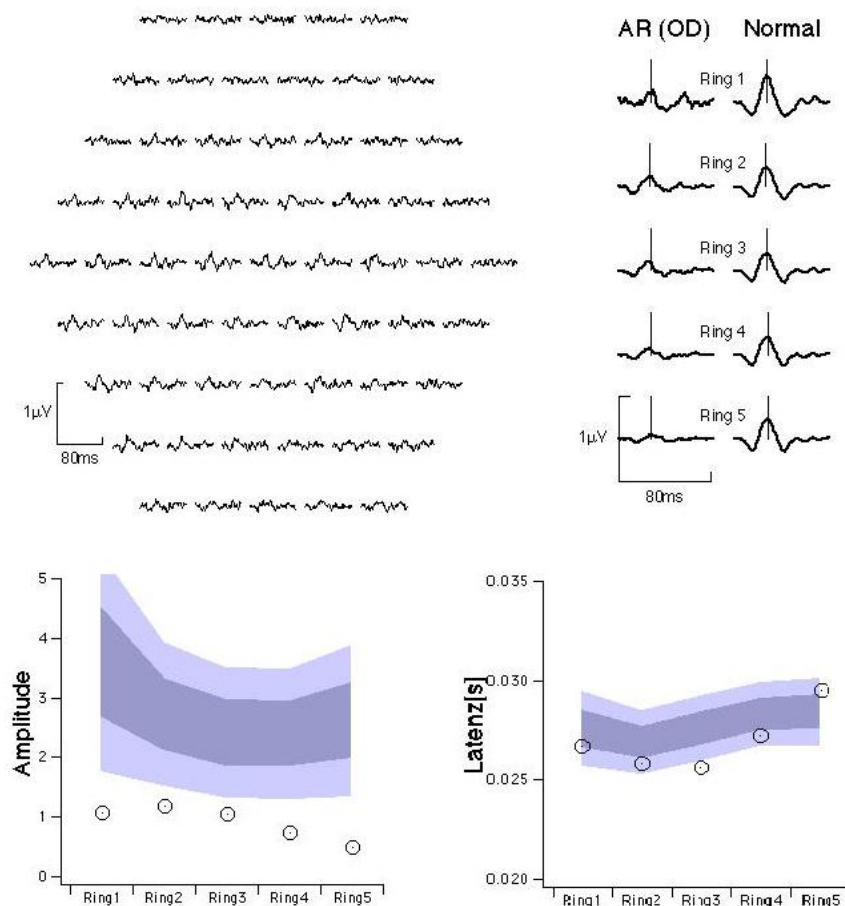 AR (OD) Normal
Ring 1
Ring 2
Ring 3
Ring 4
Ring 5
1µV
80ms
1µV
80ms
Amplitude
5
4
3
2
1
0
Ring1 Ring2 Ring3 Ring4 Ring5
Latenz[s]
0.035
0.030
0.025
0.020
Ring1 Ring2 Ring3 Ring4 Ring5